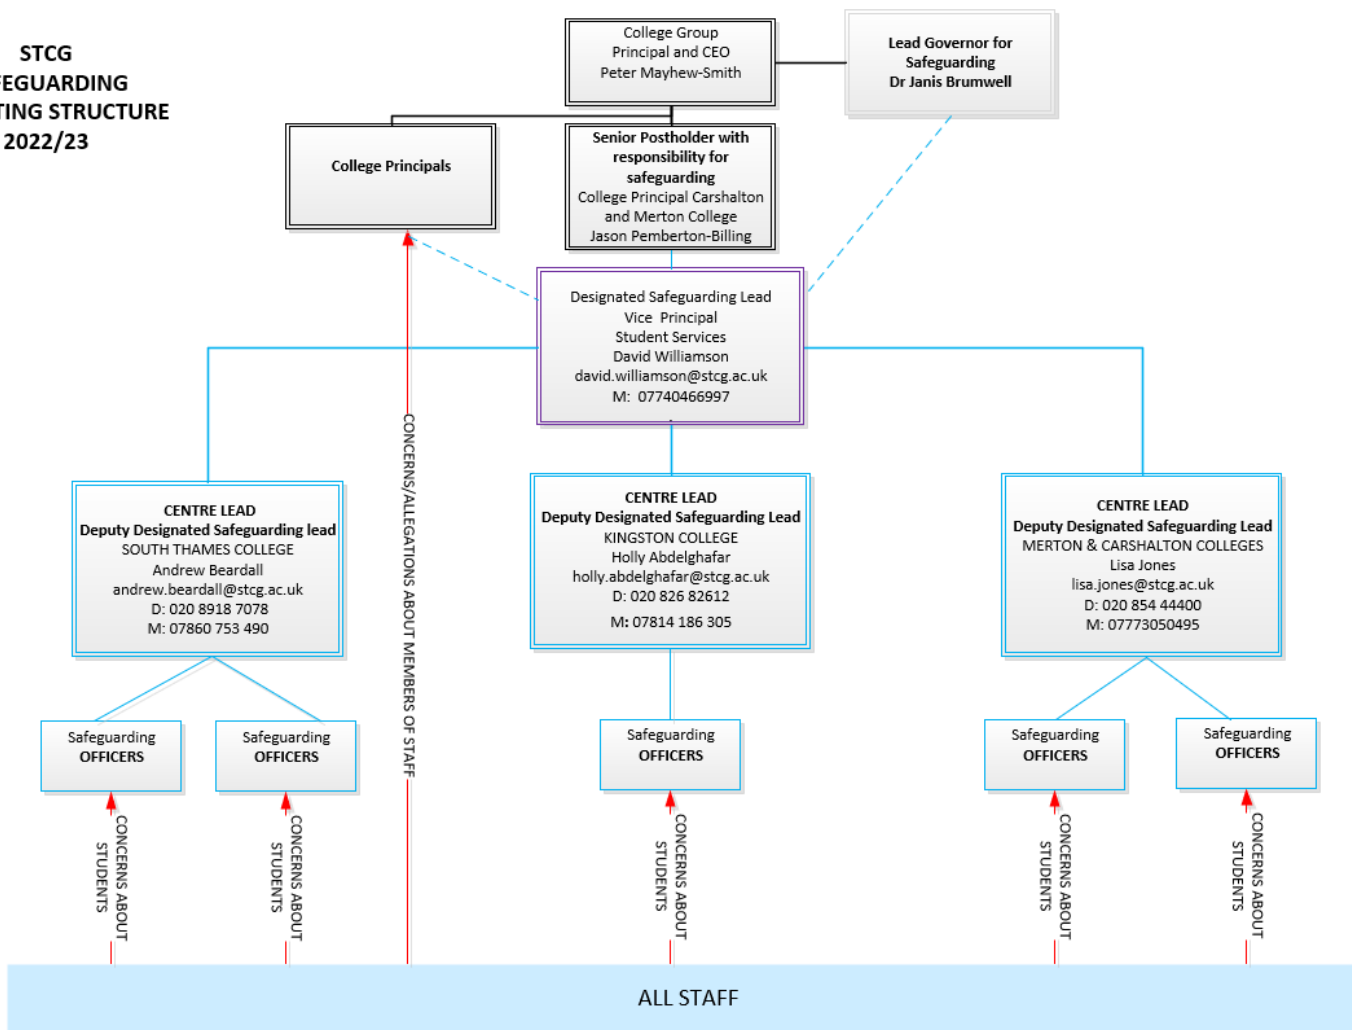 STCG
FEGUARDING
TING STRUCTURE
2022/23
College Group
Principal and CEO
Peter Mayhew-Smith
Lead Governor for
Safeguarding
Dr Janis Brumwell
College Principals
Senior Postholder with
responsibility for
safeguarding
College Principal Carshalton
and Merton College
Jason Pemberton-Billing
Designated Safeguarding Lead
Vice Principal
Student Services
David Williamson
david.williamson@stcg.ac.uk
M: 07740466997
CENTRE LEAD
Deputy Designated Safeguarding lead
SOUTH THAMES COLLEGE
Andrew Beardall
andrew.beardall@stcg.ac.uk
D: 020 8918 7078
M: 07860 753 490
CONCERNS/ALLEGATIONS ABOUT MEMBERS OF STAFF
CENTRE LEAD
Deputy Designated Safeguarding Lead
KINGSTON COLLEGE
Holly Abdelghafar
holly.abdelghafar@stcg.ac.uk
D: 020 826 82612
M: 07814 186 305
CENTRE LEAD
Deputy Designated Safeguarding Lead
MERTON & CARSHALTON COLLEGES
Lisa Jones
lisa.jones@stcg.ac.uk
D: 020 854 44400
M: 07773050495
Safeguarding
OFFICERS
Safeguarding
OFFICERS
Safeguarding
OFFICERS
Safeguarding
OFFICERS
Safeguarding
OFFICERS
CONCERNS ABOUT
STUDENTS
CONCERNS ABOUT
STUDENTS
CONCERNS ABOUT
STUDENTS
CONCERNS ABOUT
STUDENTS
CONCERNS ABOUT
STUDENTS
ALL STAFF